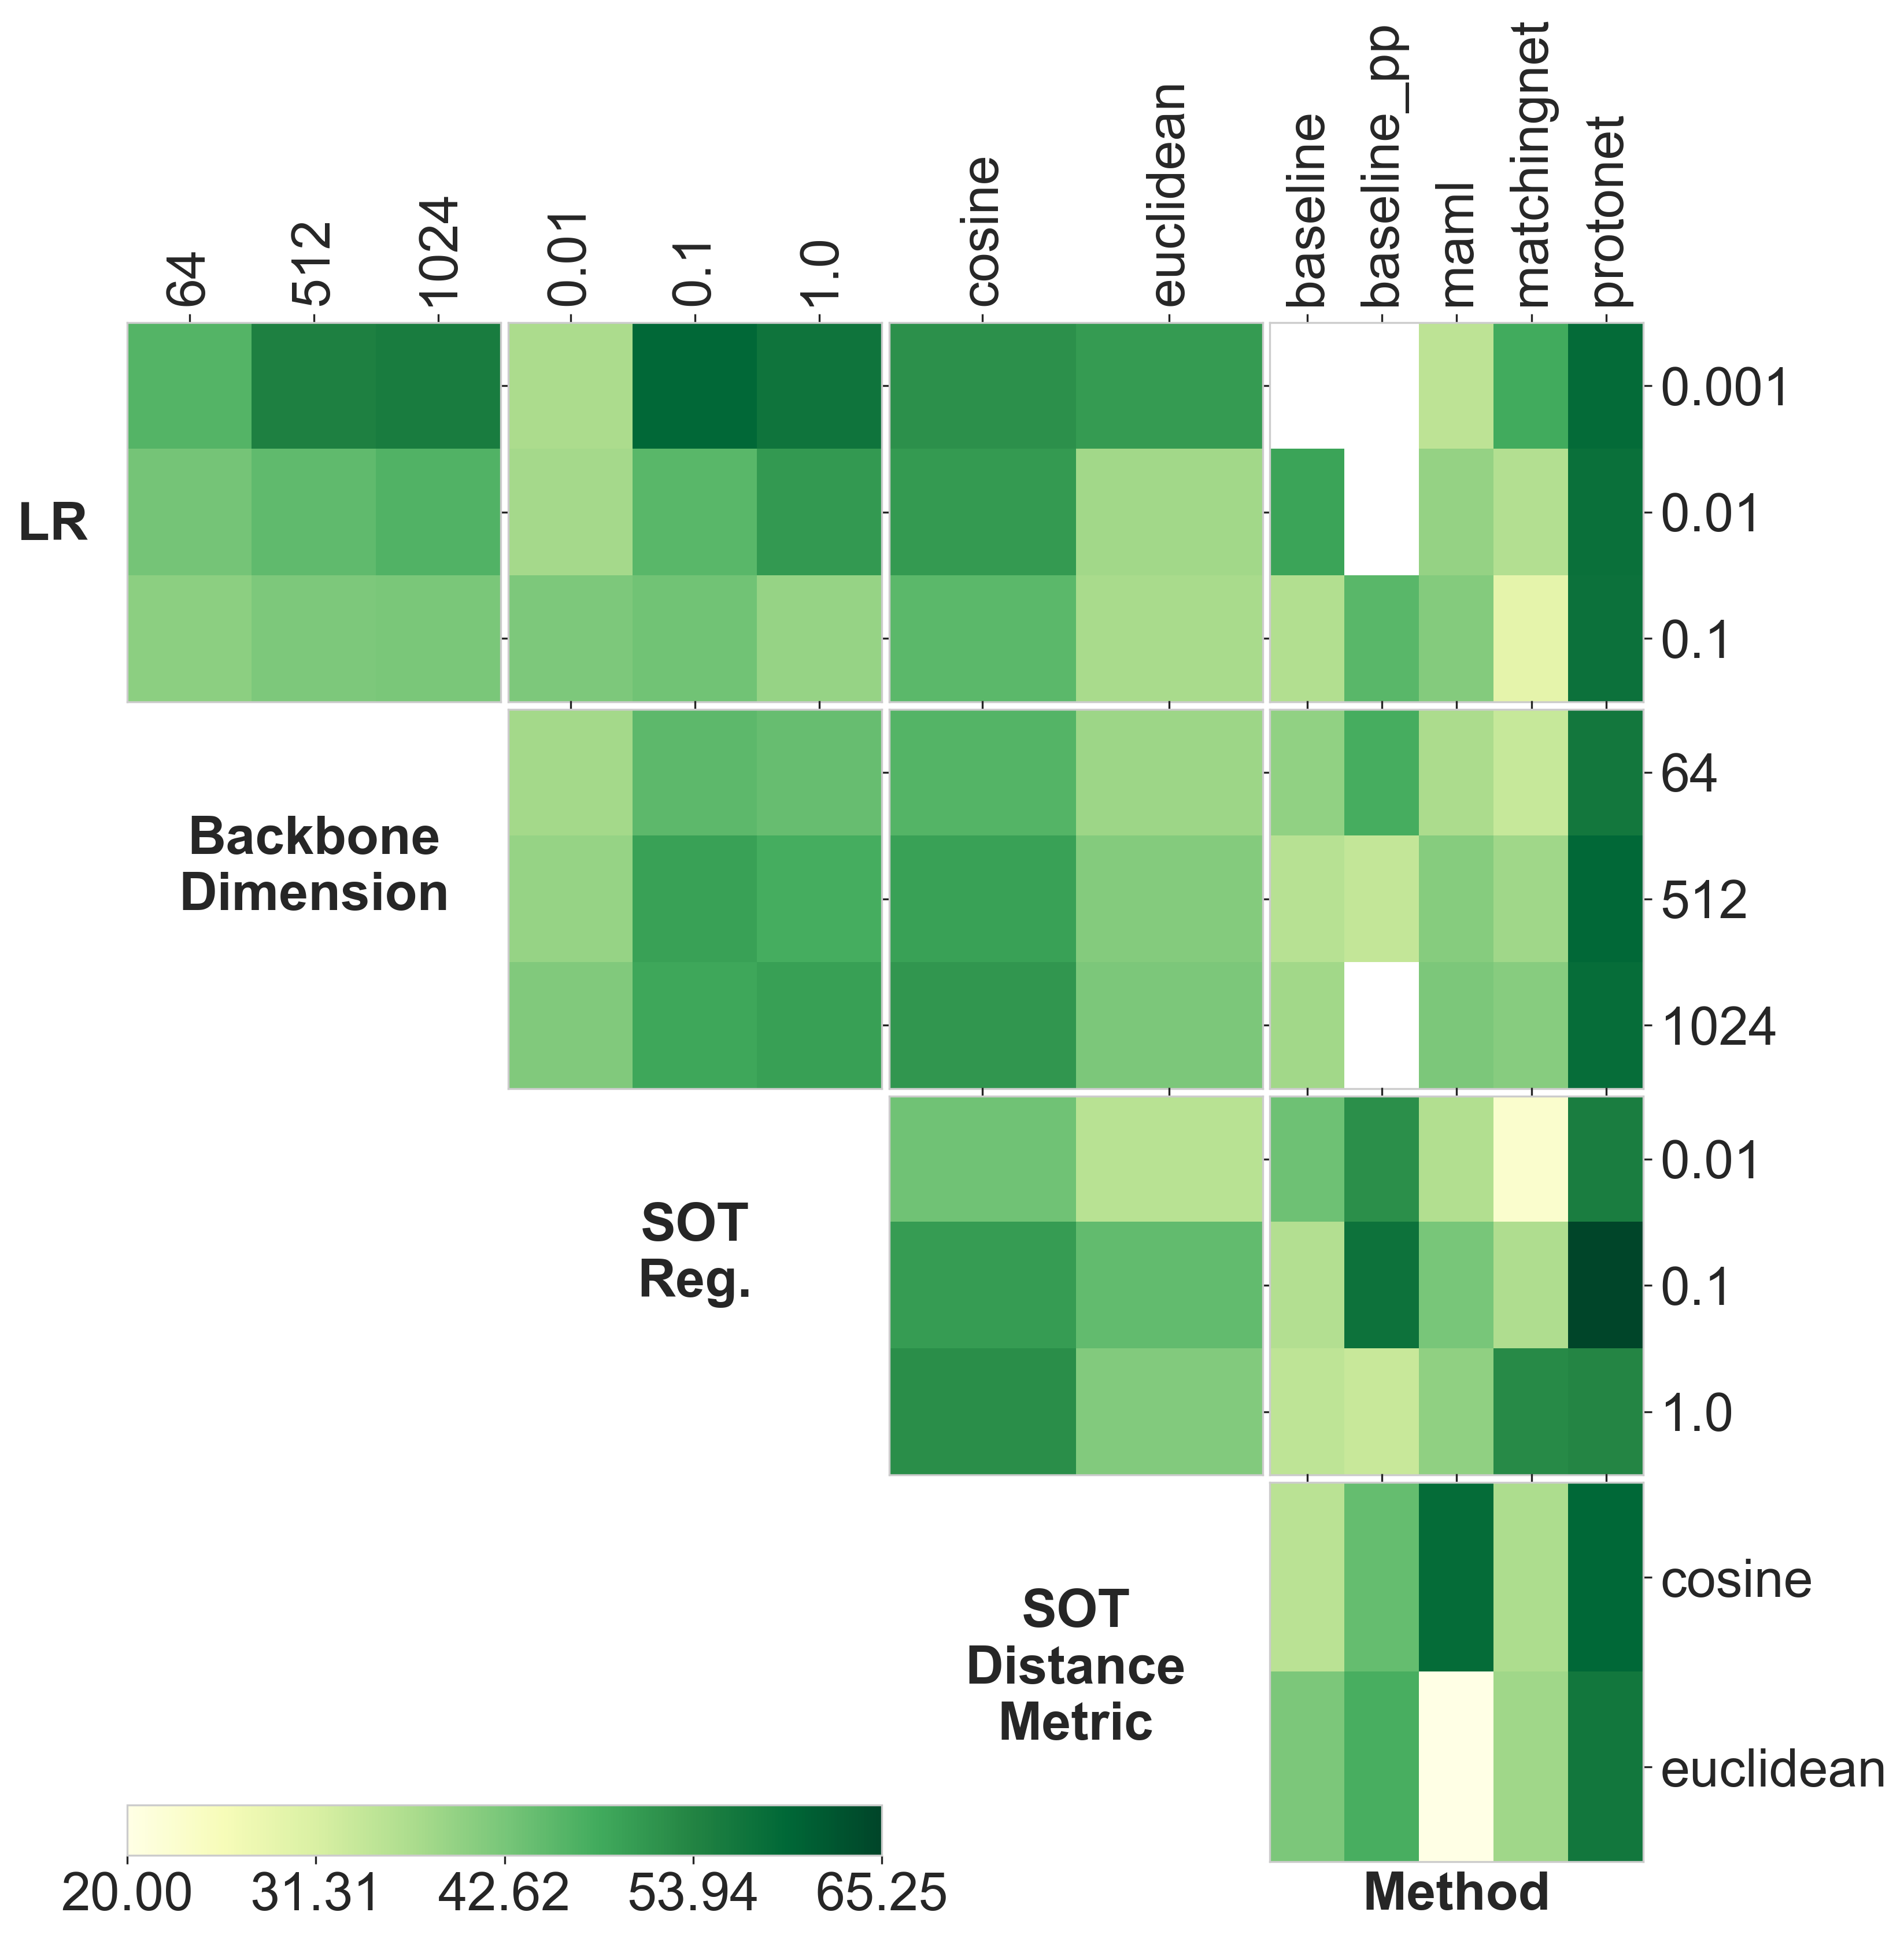 64
512
1024
0.01
0.1
1.0
cosine
euclidean
baseline
baseline_pp
maml
matchingnet
protonet
LR
0.001
0.01
0.1
Backbone
Dimension
64
512
1024
SOT
Reg.
0.01
0.1
1.0
SOT
Distance
Metric
cosine
euclidean
Method
20.00
31.31
42.62
53.94
65.25